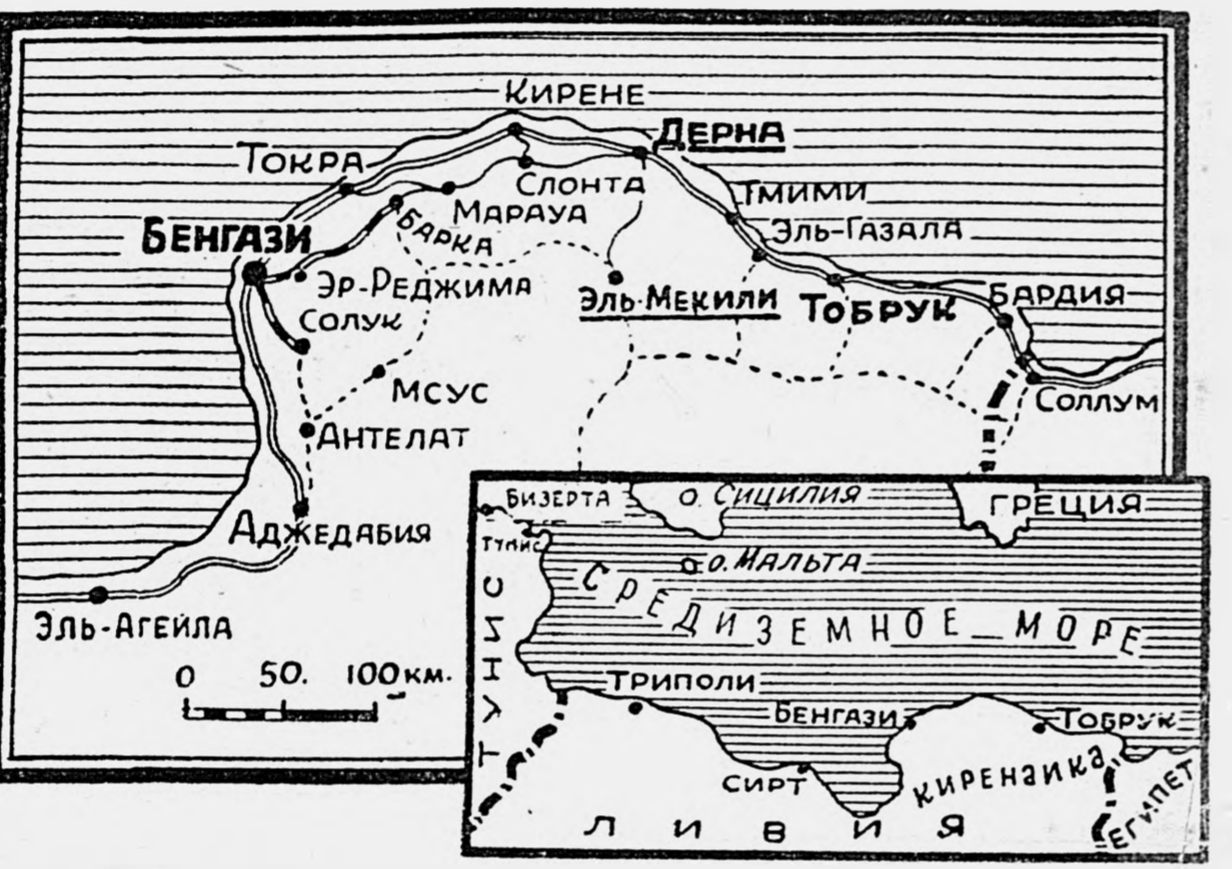 Кирене
Дерна
Токра
Слонта
Тмими
Марауа
Барка
Эль-Газала
Бенгази
Эр-Реджима
Эль-Мекили
Тобрук
Бардия
Солук
Мсус
Соллум
Антелат
Аджедабия
Эль-Агейла
0 50. 100 км.
Бизерта
о. Сицилия
Греция
Тунис
о. Мальта
Средиземное море
Тунис
Триполи
Бенгази
Тобрук
Сирт
Киренаика
Ливия
Египет